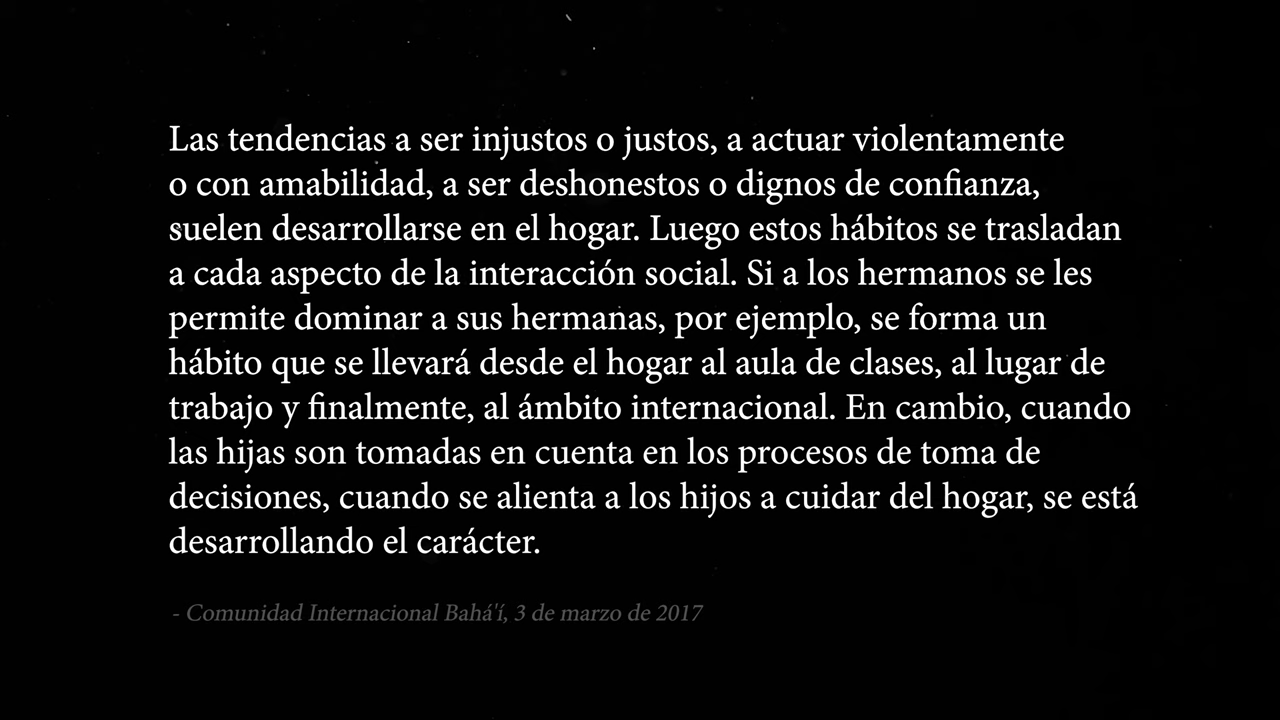 Las tendencias a ser injustos o justos, a actuar violentamente
o con amabilidad, a ser deshonestos o dignos de confianza,
suelen desarrollarse en el hogar. Luego estos hábitos se trasladan
a cada aspecto de la interacción social. Si a los hermanos se les
permite dominar a sus hermanas, por ejemplo, se forma un
hábito que se llevará desde el hogar al aula de clases, al lugar de
trabajo y finalmente, al ámbito internacional. En cambio, cuando
las hijas son tomadas en cuenta en los procesos de toma de
decisiones, cuando se alienta a los hijos a cuidar del hogar, se está
desarrollando el carácter.
- Comunidad Internacional Bahá'í, 3 de marzo de 2017